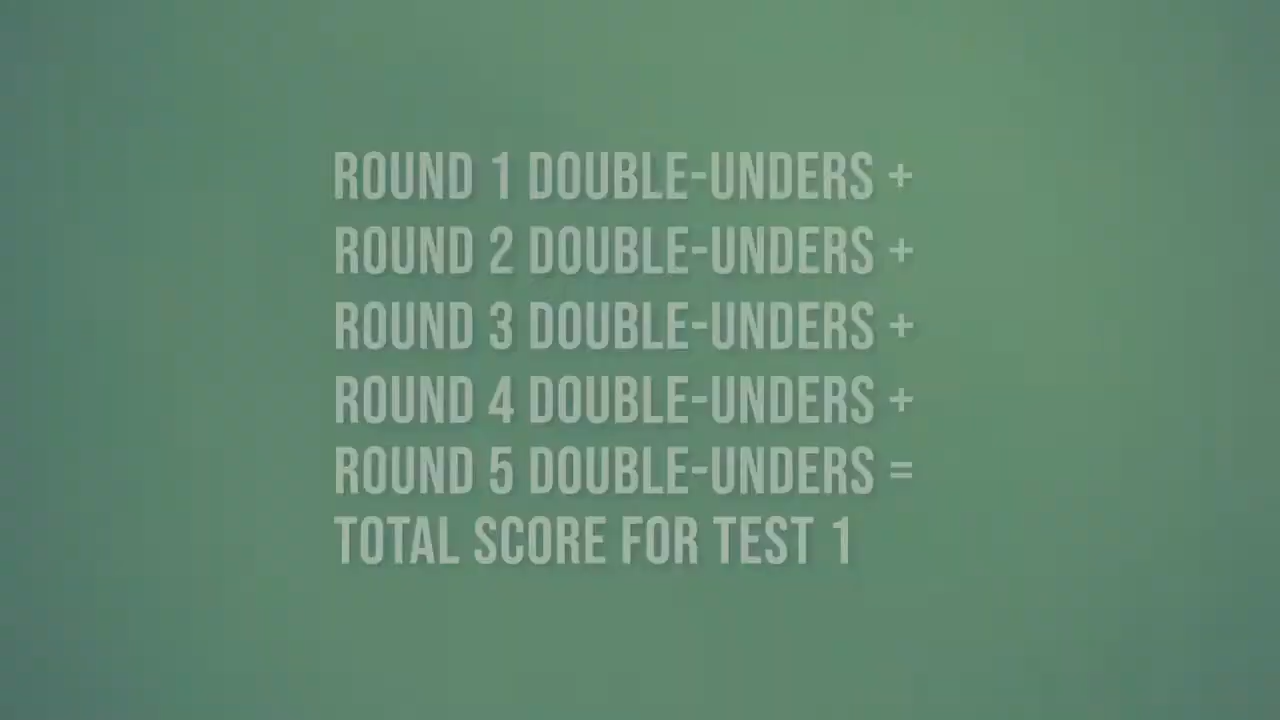 ROUND 1 DOUBLE-UNDERS +
ROUND 2 DOUBLE-UNDERS +
ROUND 3 DOUBLE-UNDERS +
ROUND 4 DOUBLE-UNDERS +
ROUND 5 DOUBLE-UNDERS =
TOTAL SCORE FOR TEST 1